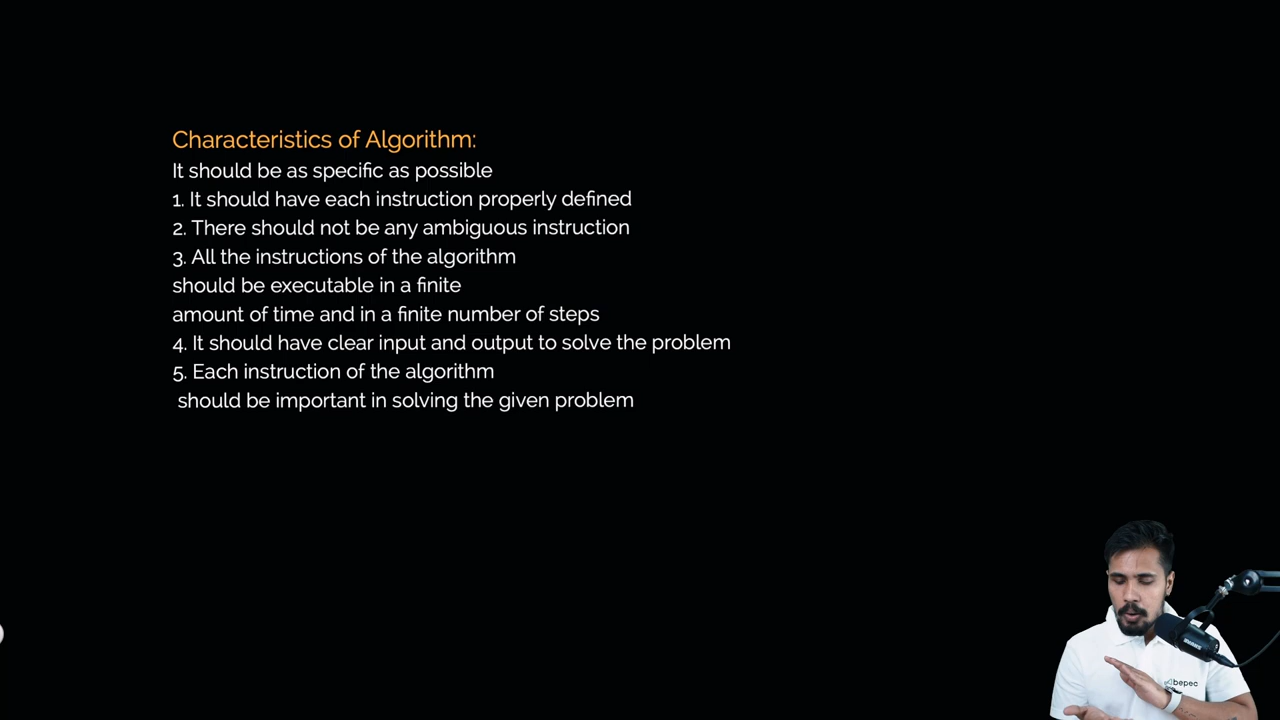 Characteristics of Algorithm:
It should be as specific as possible
1. It should have each instruction properly defined
2. There should not be any ambiguous instruction
3. All the instructions of the algorithm
should be executable in a finite
amount of time and in a finite number of steps
4. It should have clear input and output to solve the problem
5. Each instruction of the algorithm
should be important in solving the given problem
bepec